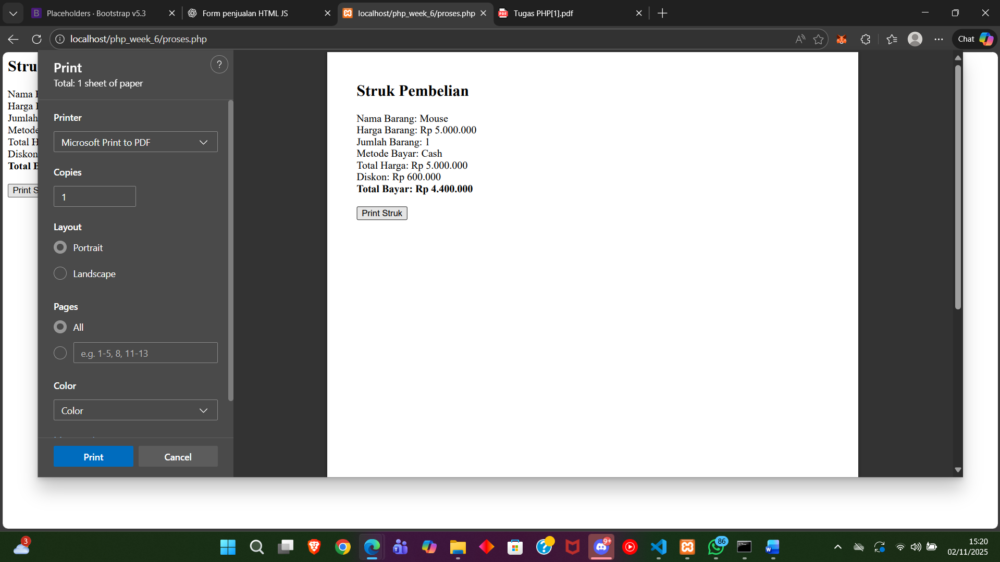 Placeholders · Bootstrap v5.3
Form penjualan HTML JS
localhost/php_week_6/proses.php
Tugas PHP[1].pdf
localhost/php_week_6/proses.php
Chat
Stru
Nama
Harga
Jumlah
Metode
Total H
Diskon
Total B
Print S
Print
Total: 1 sheet of paper
?
Printer
Microsoft Print to PDF
Copies
1
Layout
Portrait
Landscape
Pages
All
e.g. 1-5, 8, 11-13
Color
Color
Print
Cancel
Struk Pembelian
Nama Barang: Mouse
Harga Barang: Rp 5.000.000
Jumlah Barang: 1
Metode Bayar: Cash
Total Harga: Rp 5.000.000
Diskon: Rp 600.000
Total Bayar: Rp 4.400.000
Print Struk
3
9+
86
15:20
02/11/2025